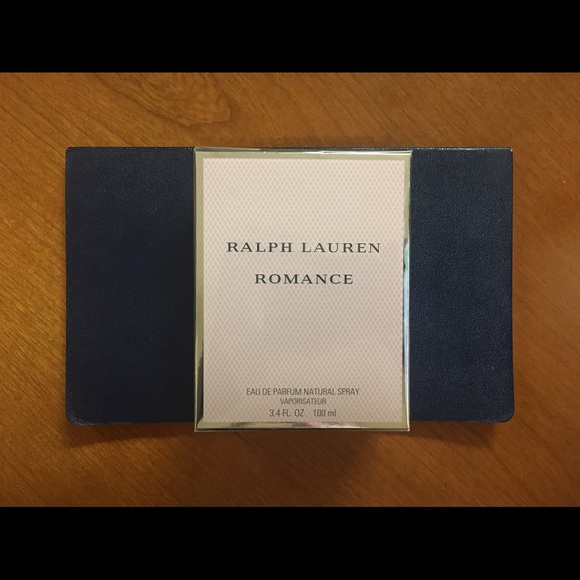 RALPH LAUREN
ROMANCE
EAU DE PARFUM NATURAL SPRAY
VAPORISATEUR
3.4 FL. OZ. 100 ml